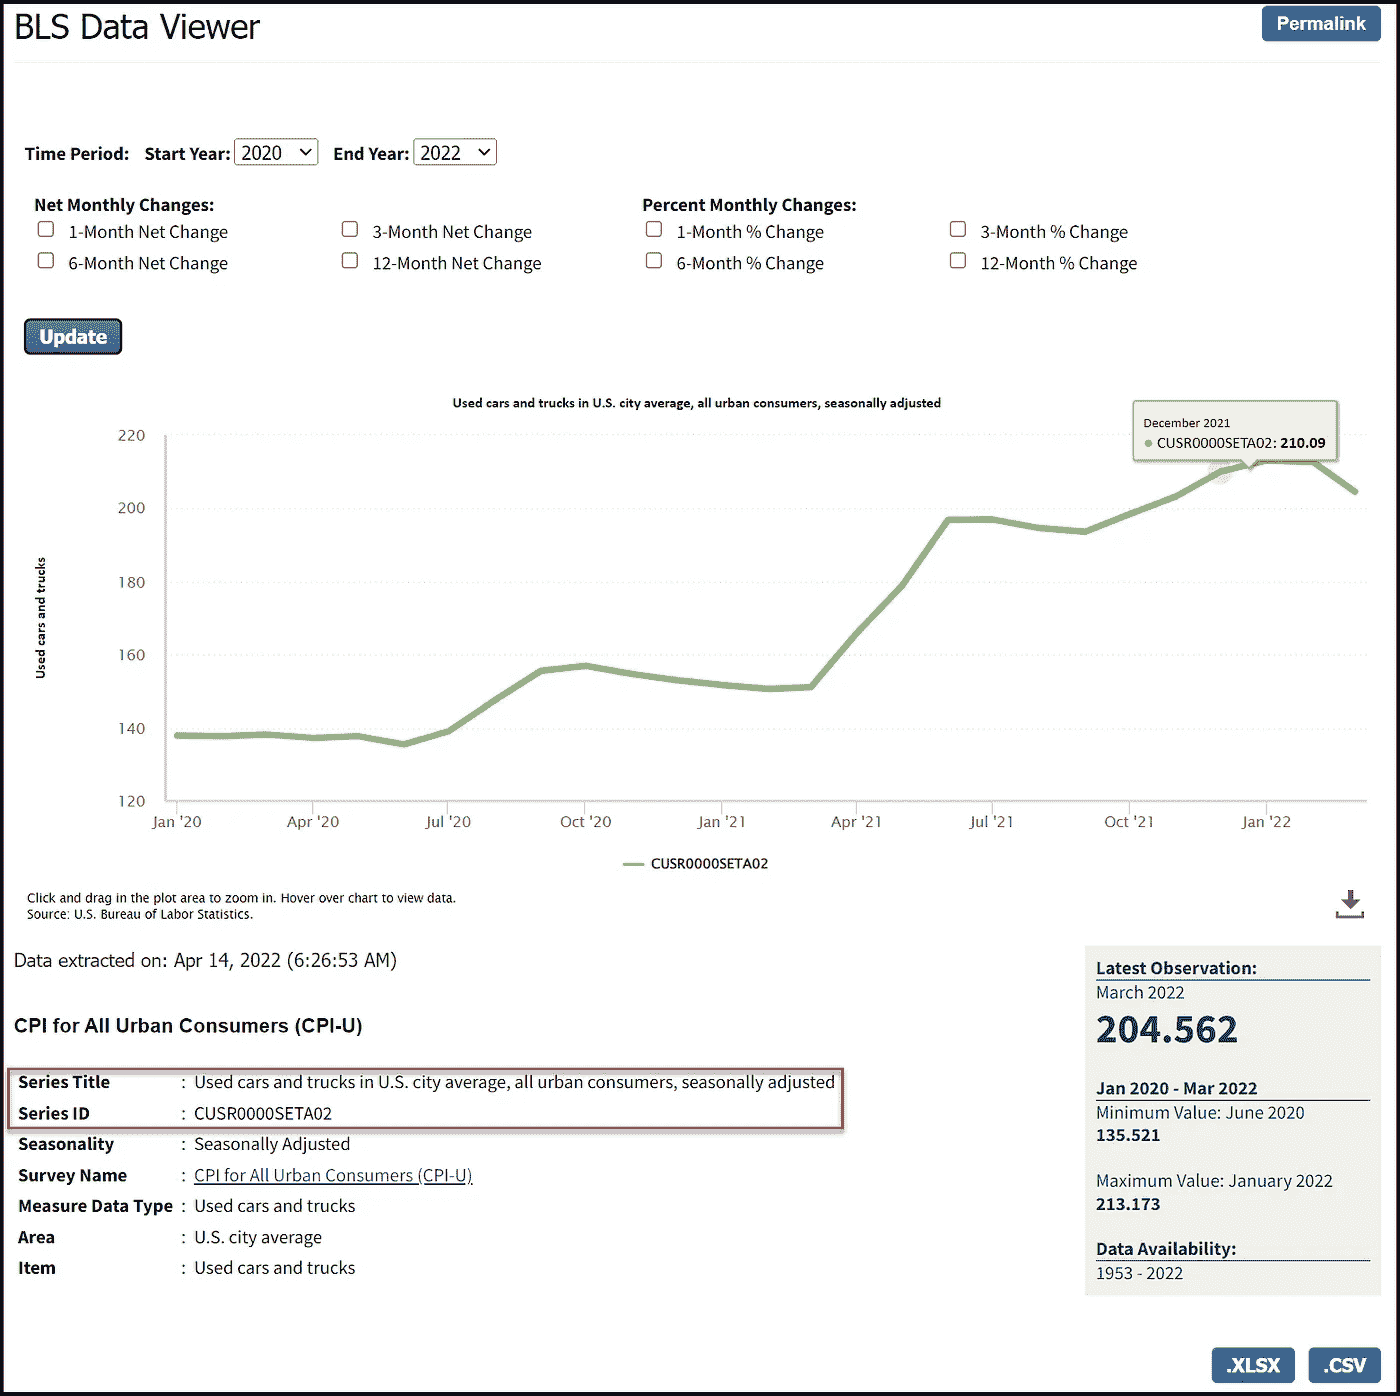 BLS Data Viewer
Permalink
Time Period: Start Year: 2020 End Year: 2022
Net Monthly Changes: Percent Monthly Changes:
1-Month Net Change 3-Month Net Change 1-Month % Change 3-Month % Change
6-Month Net Change 12-Month Net Change 6-Month % Change 12-Month % Change
Update
Used cars and trucks in U.S. city average, all urban consumers, seasonally adjusted
December 2021
CUSR0000SETA02: 210.09
220
200
180
160
140
120
Used cars and trucks
Jan '20 Apr '20 Jul '20 Oct '20 Jan '21 Apr '21 Jul '21 Oct '21 Jan '22
CUSR0000SETA02
Click and drag in the plot area to zoom in. Hover over chart to view data.
Source: U.S. Bureau of Labor Statistics.
Data extracted on: Apr 14, 2022 (6:26:53 AM)
CPI for All Urban Consumers (CPI-U)
Series Title : Used cars and trucks in U.S. city average, all urban consumers, seasonally adjusted
Series ID : CUSR0000SETA02
Seasonality : Seasonally Adjusted
Survey Name : CPI for All Urban Consumers (CPI-U)
Measure Data Type : Used cars and trucks
Area : U.S. city average
Item : Used cars and trucks
Latest Observation:
March 2022
204.562
Jan 2020 - Mar 2022
Minimum Value: June 2020
135.521
Maximum Value: January 2022
213.173
Data Availability:
1953 - 2022
.XLSX .CSV